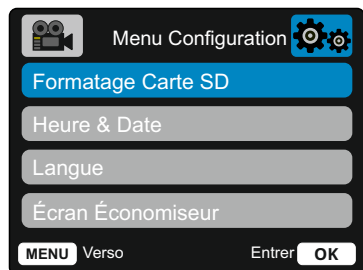 Menu Configuration
Formatage Carte SD
Heure & Date
Langue
Écran Économiseur
MENU Verso Entrer OK